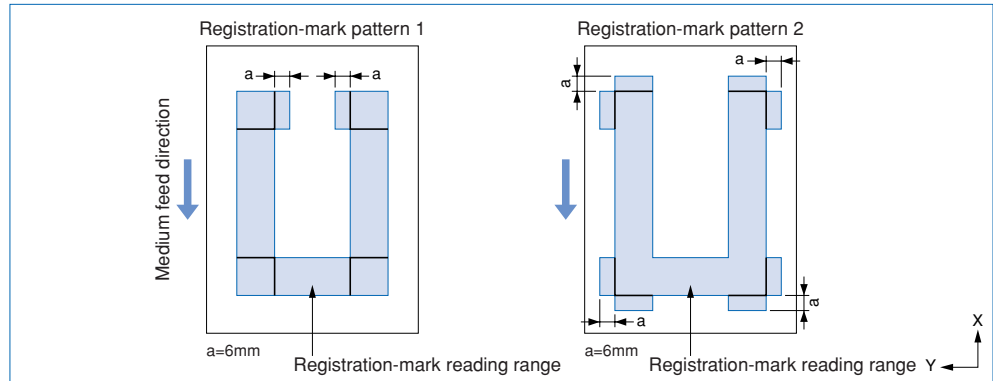 Registration-mark pattern 1
Registration-mark pattern 2
a
a
a
a
Medium feed direction
a
a
a=6mm
Registration-mark reading range
a=6mm
Registration-mark reading range
X
Y